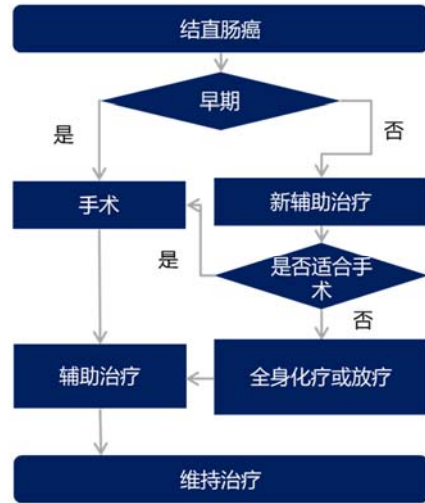 结直肠癌
早期
是
否
手术
新辅助治疗
是
是否适合手
术
否
辅助治疗
全身化疗或放疗
维持治疗